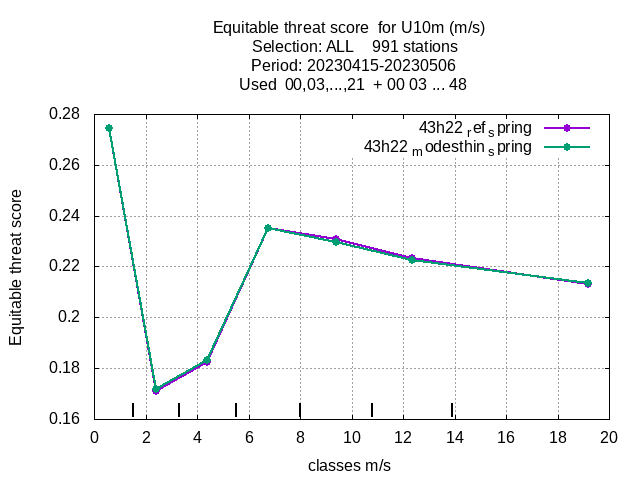 Equitable threat score  for U10m (m/s)
Selection: ALL    991 stations
Period: 20230415-20230506
Used  00,03,...,21  + 00 03 ... 48
43h22 ref spring
43h22 modesthin spring
Equitable threat score
0.28
0.26
0.24
0.22
0.2
0.18
0.16
0 2 4 6 8 10 12 14 16 18 20
classes m/s